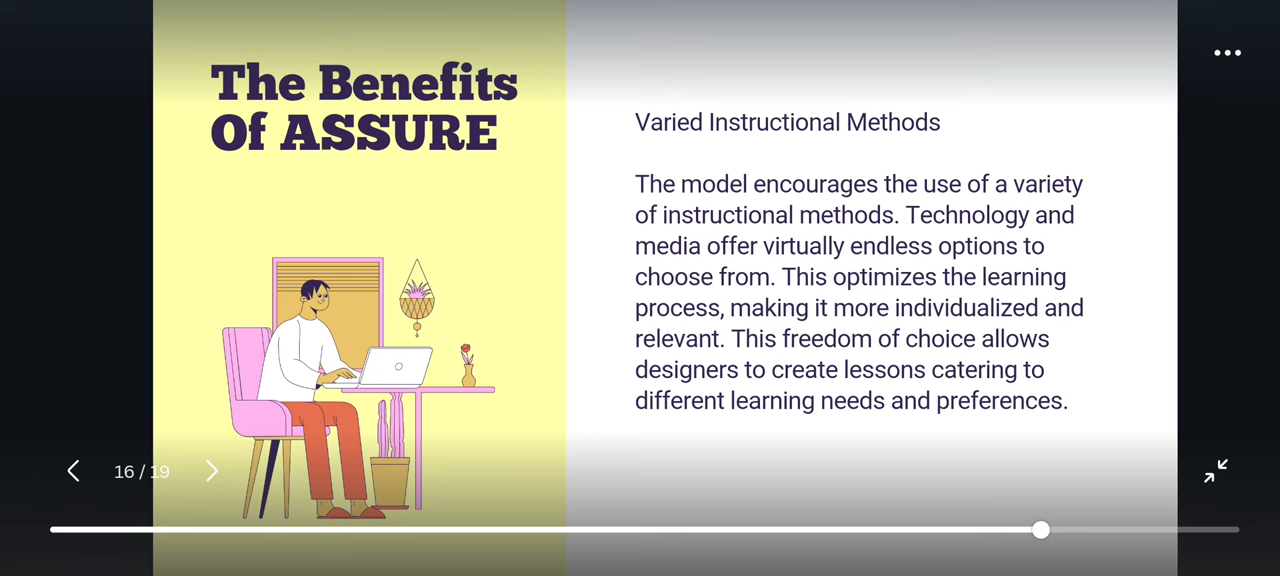 The Benefits
Of ASSURE
Varied Instructional Methods
The model encourages the use of a variety
of instructional methods. Technology and
media offer virtually endless options to
choose from. This optimizes the learning
process, making it more individualized and
relevant. This freedom of choice allows
designers to create lessons catering to
different learning needs and preferences.
16 / 19